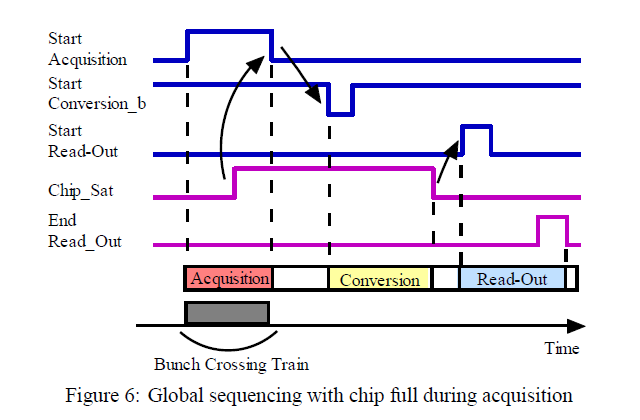 Start
Acquisition
Start
Conversion_b
Start
Read-Out
Chip_Sat
End
Read_Out
Acquisition
Conversion
Read-Out
Time
Bunch Crossing Train
Figure 6: Global sequencing with chip full during acquisition